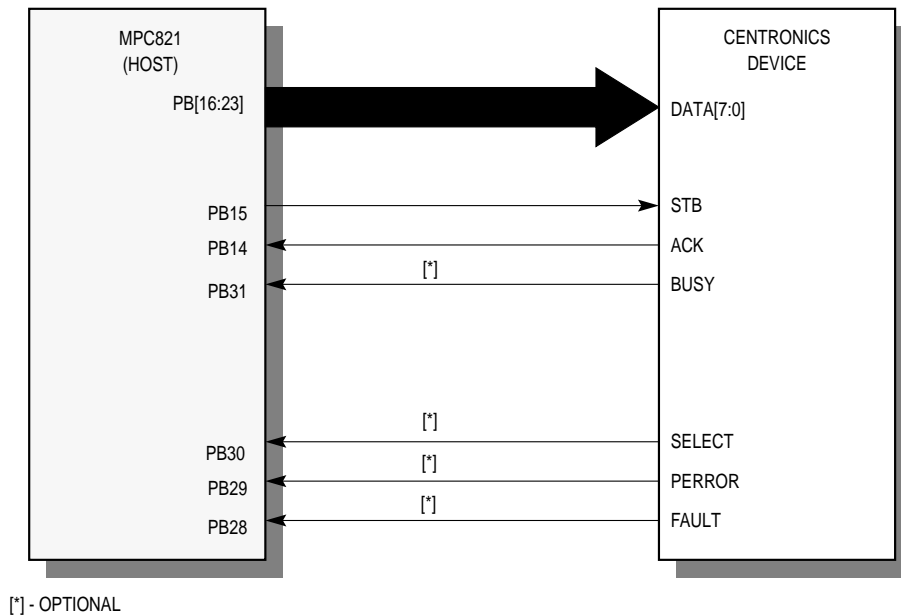 MPC821
(HOST)
CENTRONICS
DEVICE
PB[16:23]
DATA[7:0]
PB15
STB
PB14
ACK
[*]
PB31
BUSY
[*]
PB30
SELECT
[*]
PB29
PERROR
[*]
PB28
FAULT
[*] - OPTIONAL